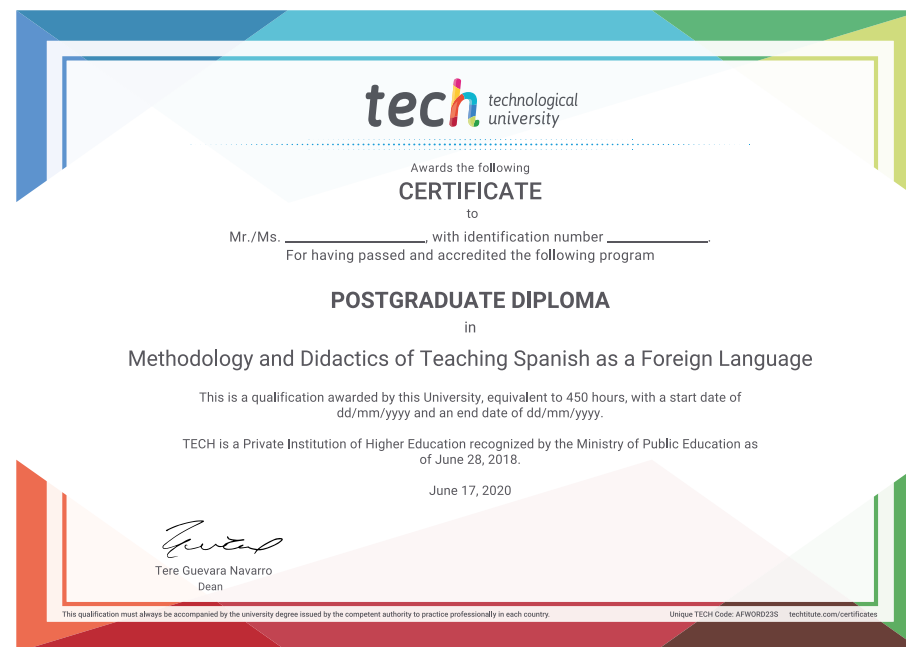 tech technological
university
Awards the following
CERTIFICATE
to
Mr./Ms. ____________________, with identification number ______________.
For having passed and accredited the following program
POSTGRADUATE DIPLOMA
in
Methodology and Didactics of Teaching Spanish as a Foreign Language
This is a qualification awarded by this University, equivalent to 450 hours, with a start date of
dd/mm/yyyy and an end date of dd/mm/yyyy.
TECH is a Private Institution of Higher Education recognized by the Ministry of Public Education as
of June 28, 2018.
June 17, 2020
Tere Guevara Navarro
Dean
This qualification must always be accompanied by the university degree issued by the competent authority to practice professionally in each country. Unique TECH Code: AFWORD23S techtitute.com/certificates